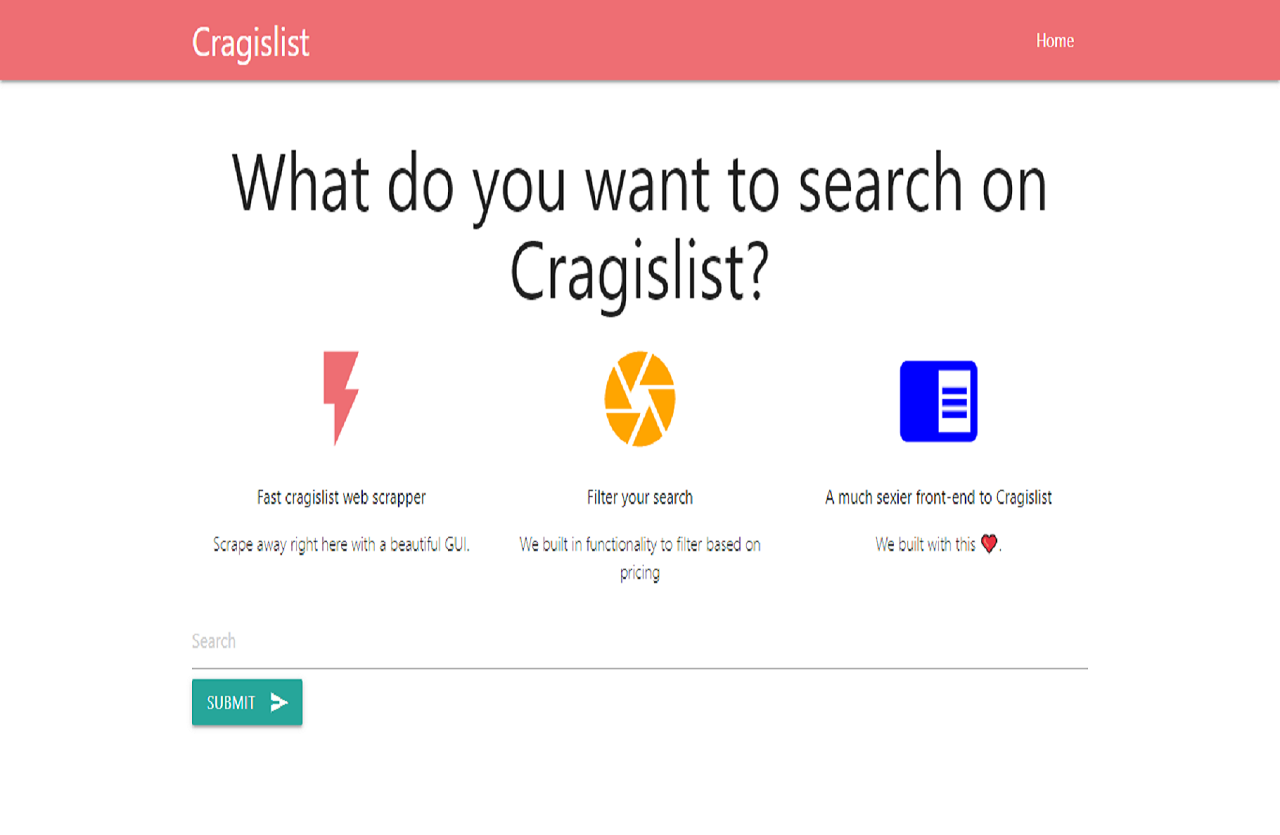 Cragislist
Home
What do you want to search on
Cragislist?
Fast cragislist web scrapper
Scrape away right here with a beautiful GUI.
Filter your search
We built in functionality to filter based on
pricing
A much sexier front-end to Cragislist
We built with this ❤️.
Search
SUBMIT